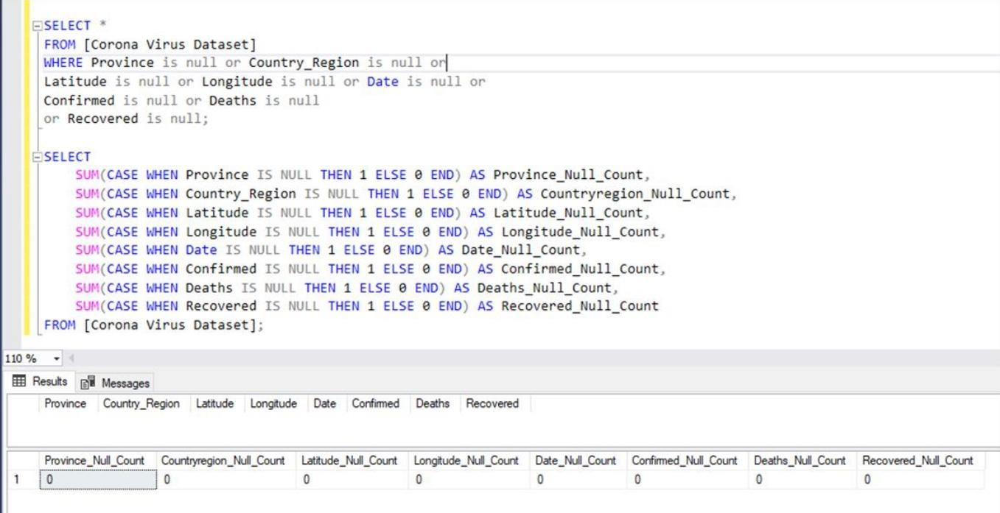 SELECT *
FROM [Corona Virus Dataset]
WHERE Province is null or Country_Region is null or
Latitude is null or Longitude is null or Date is null or
Confirmed is null or Deaths is null
or Recovered is null;
SELECT
SUM(CASE WHEN Province IS NULL THEN 1 ELSE 0 END) AS Province_Null_Count,
SUM(CASE WHEN Country_Region IS NULL THEN 1 ELSE 0 END) AS Countryregion_Null_Count,
SUM(CASE WHEN Latitude IS NULL THEN 1 ELSE 0 END) AS Latitude_Null_Count,
SUM(CASE WHEN Longitude IS NULL THEN 1 ELSE 0 END) AS Longitude_Null_Count,
SUM(CASE WHEN Date IS NULL THEN 1 ELSE 0 END) AS Date_Null_Count,
SUM(CASE WHEN Confirmed IS NULL THEN 1 ELSE 0 END) AS Confirmed_Null_Count,
SUM(CASE WHEN Deaths IS NULL THEN 1 ELSE 0 END) AS Deaths_Null_Count,
SUM(CASE WHEN Recovered IS NULL THEN 1 ELSE 0 END) AS Recovered_Null_Count
FROM [Corona Virus Dataset];
110 %
Results Messages
Province Country_Region Latitude Longitude Date Confirmed Deaths Recovered
Province_Null_Count Countryregion_Null_Count Latitude_Null_Count Longitude_Null_Count Date_Null_Count Confirmed_Null_Count Deaths_Null_Count Recovered_Null_Count
1 0 0 0 0 0 0 0 0